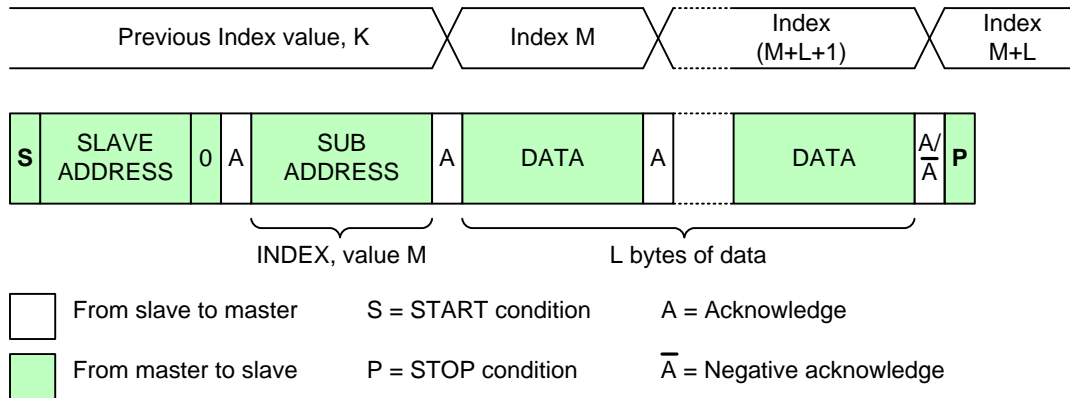 Previous Index value, K
Index M
Index
(M+L+1)
Index
M+L
S
SLAVE
ADDRESS
0
A
SUB
ADDRESS
A
DATA
A
DATA
A/
A̅
P
INDEX, value M
L bytes of data
From slave to master
S = START condition
A = Acknowledge
From master to slave
P = STOP condition
A̅ = Negative acknowledge